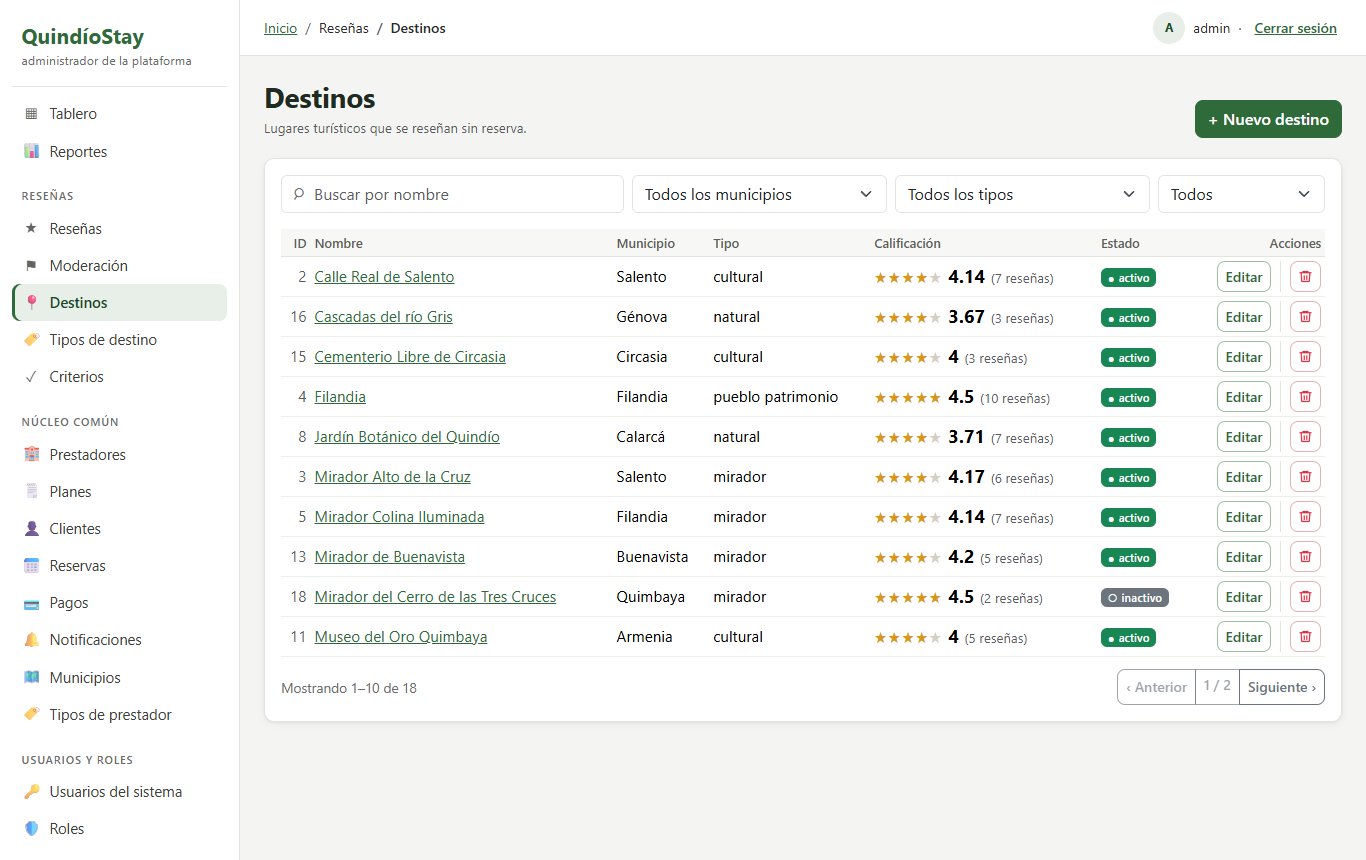 QuindíoStay
administrador de la plataforma
Tablero
Reportes
RESEÑAS
Reseñas
Moderación
Destinos
Tipos de destino
Criterios
NÚCLEO COMÚN
Prestadores
Planes
Clientes
Reservas
Pagos
Notificaciones
Municipios
Tipos de prestador
USUARIOS Y ROLES
Usuarios del sistema
Roles
Inicio / Reseñas / Destinos
A admin · Cerrar sesión
Destinos
Lugares turísticos que se reseñan sin reserva.
+ Nuevo destino
Buscar por nombre Todos los municipios Todos los tipos Todos
ID Nombre Municipio Tipo Calificación Estado Acciones
2 Calle Real de Salento Salento cultural ★★★★★ 4.14 (7 reseñas) ● activo Editar
16 Cascadas del río Gris Génova natural ★★★★★ 3.67 (3 reseñas) ● activo Editar
15 Cementerio Libre de Circasia Circasia cultural ★★★★★ 4 (3 reseñas) ● activo Editar
4 Filandia Filandia pueblo patrimonio ★★★★★ 4.5 (10 reseñas) ● activo Editar
8 Jardín Botánico del Quindío Calarcá natural ★★★★★ 3.71 (7 reseñas) ● activo Editar
3 Mirador Alto de la Cruz Salento mirador ★★★★★ 4.17 (6 reseñas) ● activo Editar
5 Mirador Colina Iluminada Filandia mirador ★★★★★ 4.14 (7 reseñas) ● activo Editar
13 Mirador de Buenavista Buenavista mirador ★★★★★ 4.2 (5 reseñas) ● activo Editar
18 Mirador del Cerro de las Tres Cruces Quimbaya mirador ★★★★★ 4.5 (2 reseñas) ○ inactivo Editar
11 Museo del Oro Quimbaya Armenia cultural ★★★★★ 4 (5 reseñas) ● activo Editar
Mostrando 1–10 de 18
‹ Anterior 1 / 2 Siguiente ›